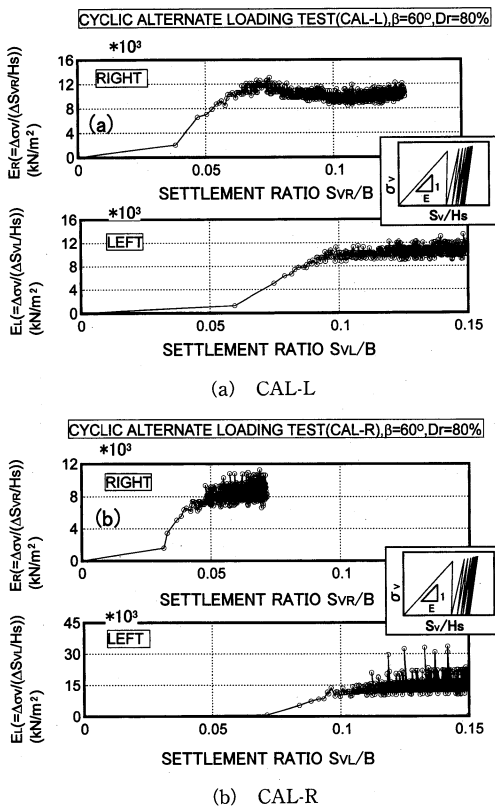 CYCLIC ALTERNATE LOADING TEST(CAL-L),β=60°,Dr=80%
*10³
ER(=Δσv/(ΔSVR/Hs))
(kN/m²)
16
12
8
4
0
RIGHT
(a)
0
0.05
0.1
SETTLEMENT RATIO SVR/B
σv
E
1
Sv/Hs
*10³
EL(=Δσv/(ΔSVL/Hs))
(kN/m²)
16
12
8
4
0
LEFT
0
0.05
0.1
0.15
SETTLEMENT RATIO SVL/B
(a) CAL-L
CYCLIC ALTERNATE LOADING TEST(CAL-R),β=60°,Dr=80%
*10³
ER(=Δσv/(ΔSVR/Hs))
(kN/m²)
12
8
4
0
RIGHT
(b)
0
0.05
0.1
SETTLEMENT RATIO SVR/B
σv
E
1
Sv/Hs
*10³
EL(=Δσv/(ΔSVL/Hs))
(kN/m²)
45
30
15
0
LEFT
0
0.05
0.1
0.15
SETTLEMENT RATIO SVL/B
(b) CAL-R